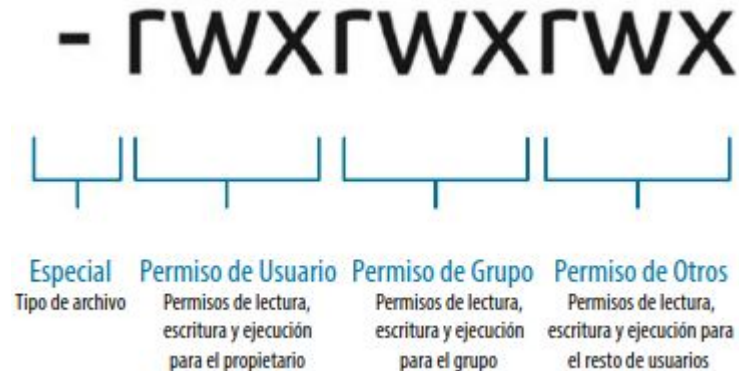 - rwxrwxrwx
Especial Permiso de Usuario Permiso de Grupo Permiso de Otros
Tipo de archivo Permisos de lectura, Permisos de lectura, Permisos de lectura,
escritura y ejecución escritura y ejecución escritura y ejecución para
para el propietario para el grupo el resto de usuarios